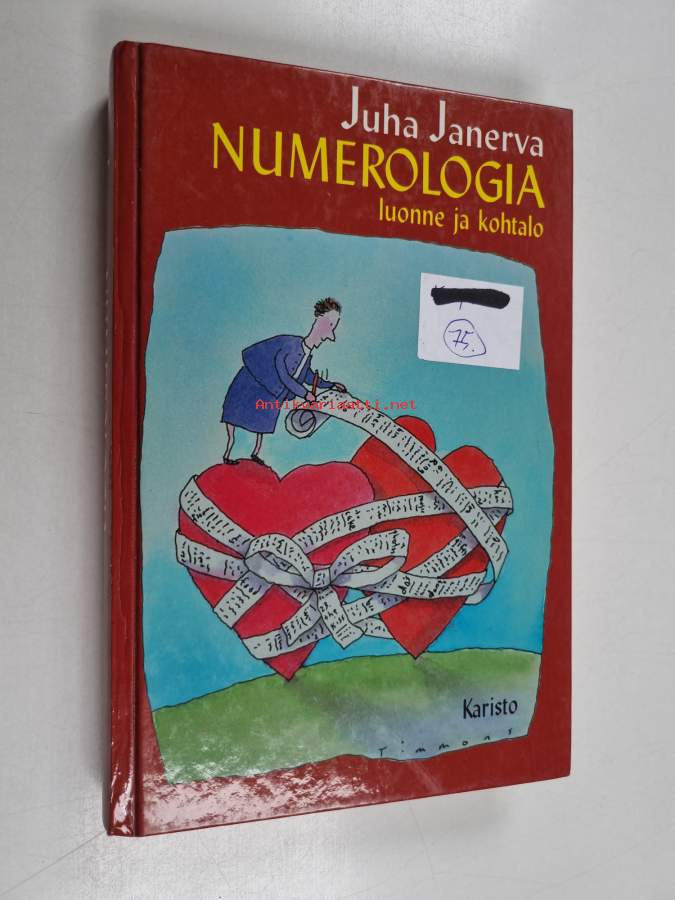 Juha Janerva
NUMEROLOGIA
luonne ja kohtalo
75.
Antikvariaatti.net
Karisto
Timmons